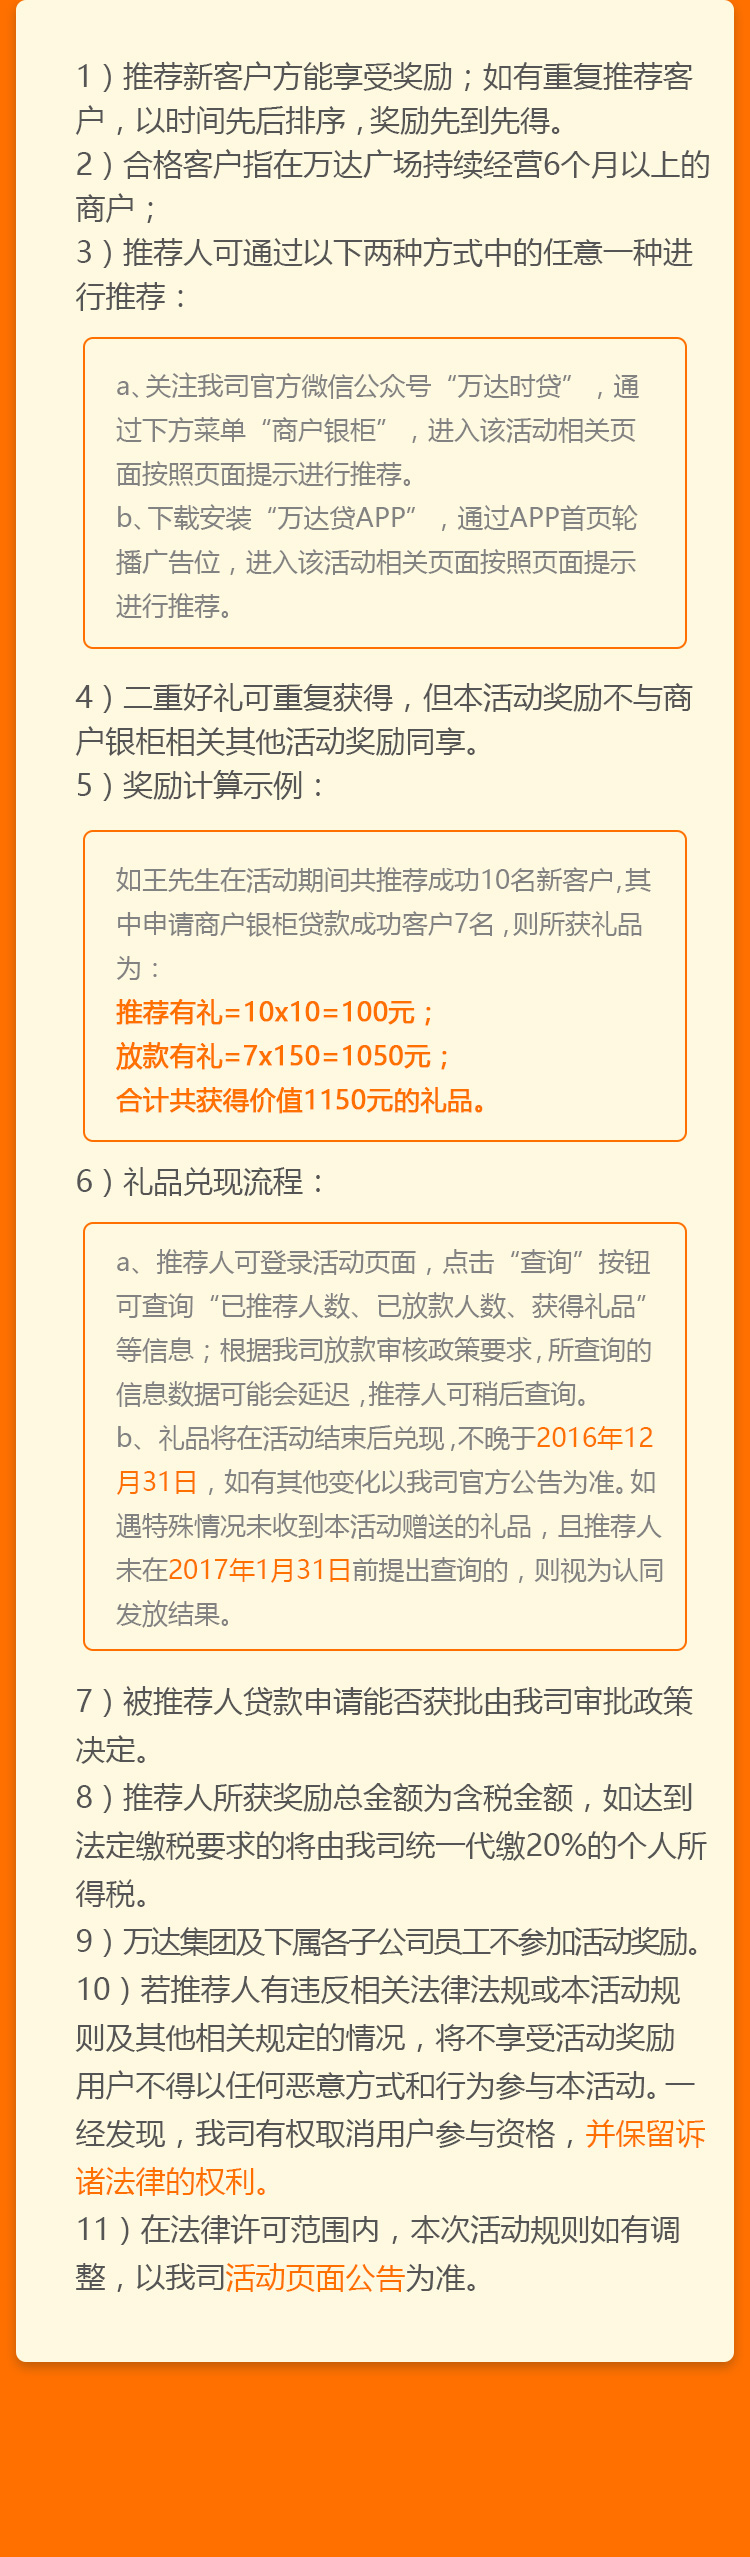 1）推荐新客户方能享受奖励；如有重复推荐客
户，以时间先后排序，奖励先到先得。
2）合格客户指在万达广场持续经营6个月以上的
商户；
3）推荐人可通过以下两种方式中的任意一种进
行推荐：
a、关注我司官方微信公众号“万达时贷”，通
过下方菜单“商户银柜”，进入该活动相关页
面按照页面提示进行推荐。
b、下载安装“万达贷APP”，通过APP首页轮
播广告位，进入该活动相关页面按照页面提示
进行推荐。
4）二重好礼可重复获得，但本活动奖励不与商
户银柜相关其他活动奖励同享。
5）奖励计算示例：
如王先生在活动期间共推荐成功10名新客户,其
中申请商户银柜贷款成功客户7名，则所获礼品
为：
推荐有礼=10x10=100元；
放款有礼=7x150=1050元；
合计共获得价值1150元的礼品。
6）礼品兑现流程：
a、推荐人可登录活动页面，点击“查询”按钮
可查询“已推荐人数、已放款人数、获得礼品”
等信息；根据我司放款审核政策要求，所查询的
信息数据可能会延迟，推荐人可稍后查询。
b、礼品将在活动结束后兑现，不晚于2016年12
月31日，如有其他变化以我司官方公告为准。如
遇特殊情况未收到本活动赠送的礼品，且推荐人
未在2017年1月31日前提出查询的，则视为认同
发放结果。
7）被推荐人贷款申请能否获批由我司审批政策
决定。
8）推荐人所获奖励总金额为含税金额，如达到
法定缴税要求的将由我司统一代缴20%的个人所
得税。
9）万达集团及下属各子公司员工不参加活动奖励。
10）若推荐人有违反相关法律法规或本活动规
则及其他相关规定的情况，将不享受活动奖励
用户不得以任何恶意方式和行为参与本活动。一
经发现，我司有权取消用户参与资格，并保留诉
诸法律的权利。
11）在法律许可范围内，本次活动规则如有调
整，以我司活动页面公告为准。